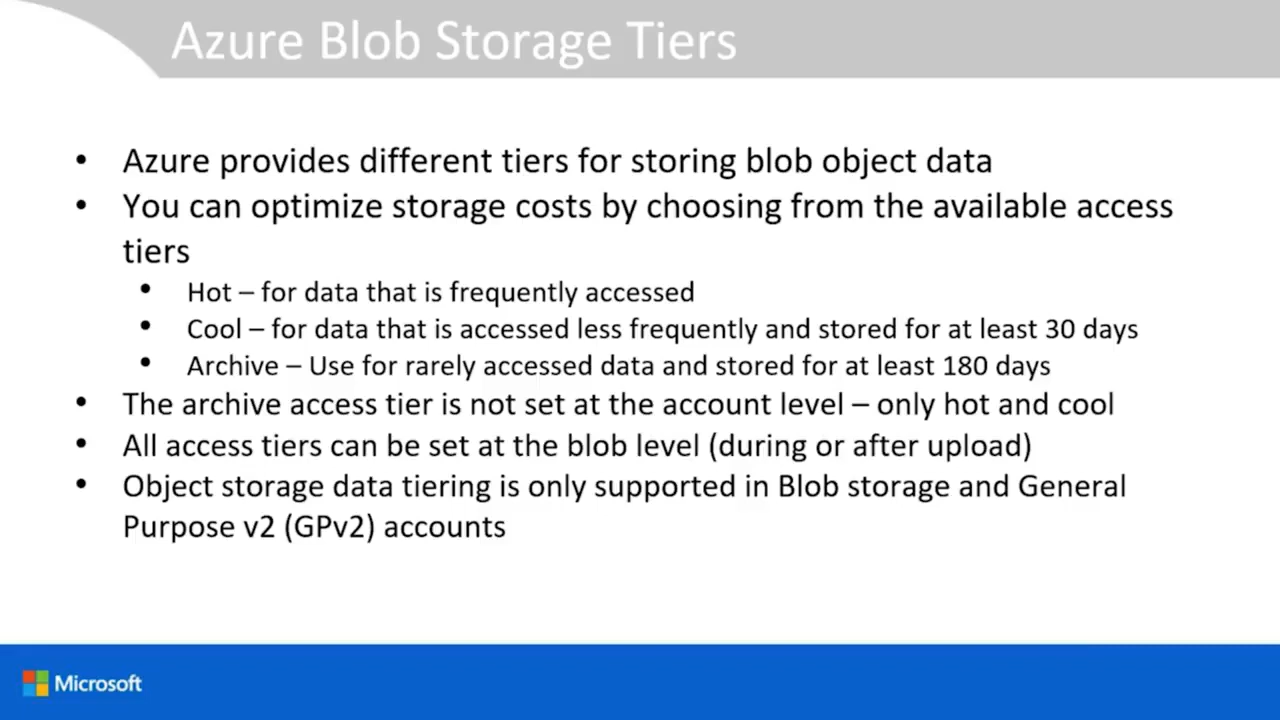 Azure Blob Storage Tiers
• Azure provides different tiers for storing blob object data
• You can optimize storage costs by choosing from the available access
tiers
• Hot – for data that is frequently accessed
• Cool – for data that is accessed less frequently and stored for at least 30 days
• Archive – Use for rarely accessed data and stored for at least 180 days
• The archive access tier is not set at the account level – only hot and cool
• All access tiers can be set at the blob level (during or after upload)
• Object storage data tiering is only supported in Blob storage and General
Purpose v2 (GPv2) accounts
Microsoft